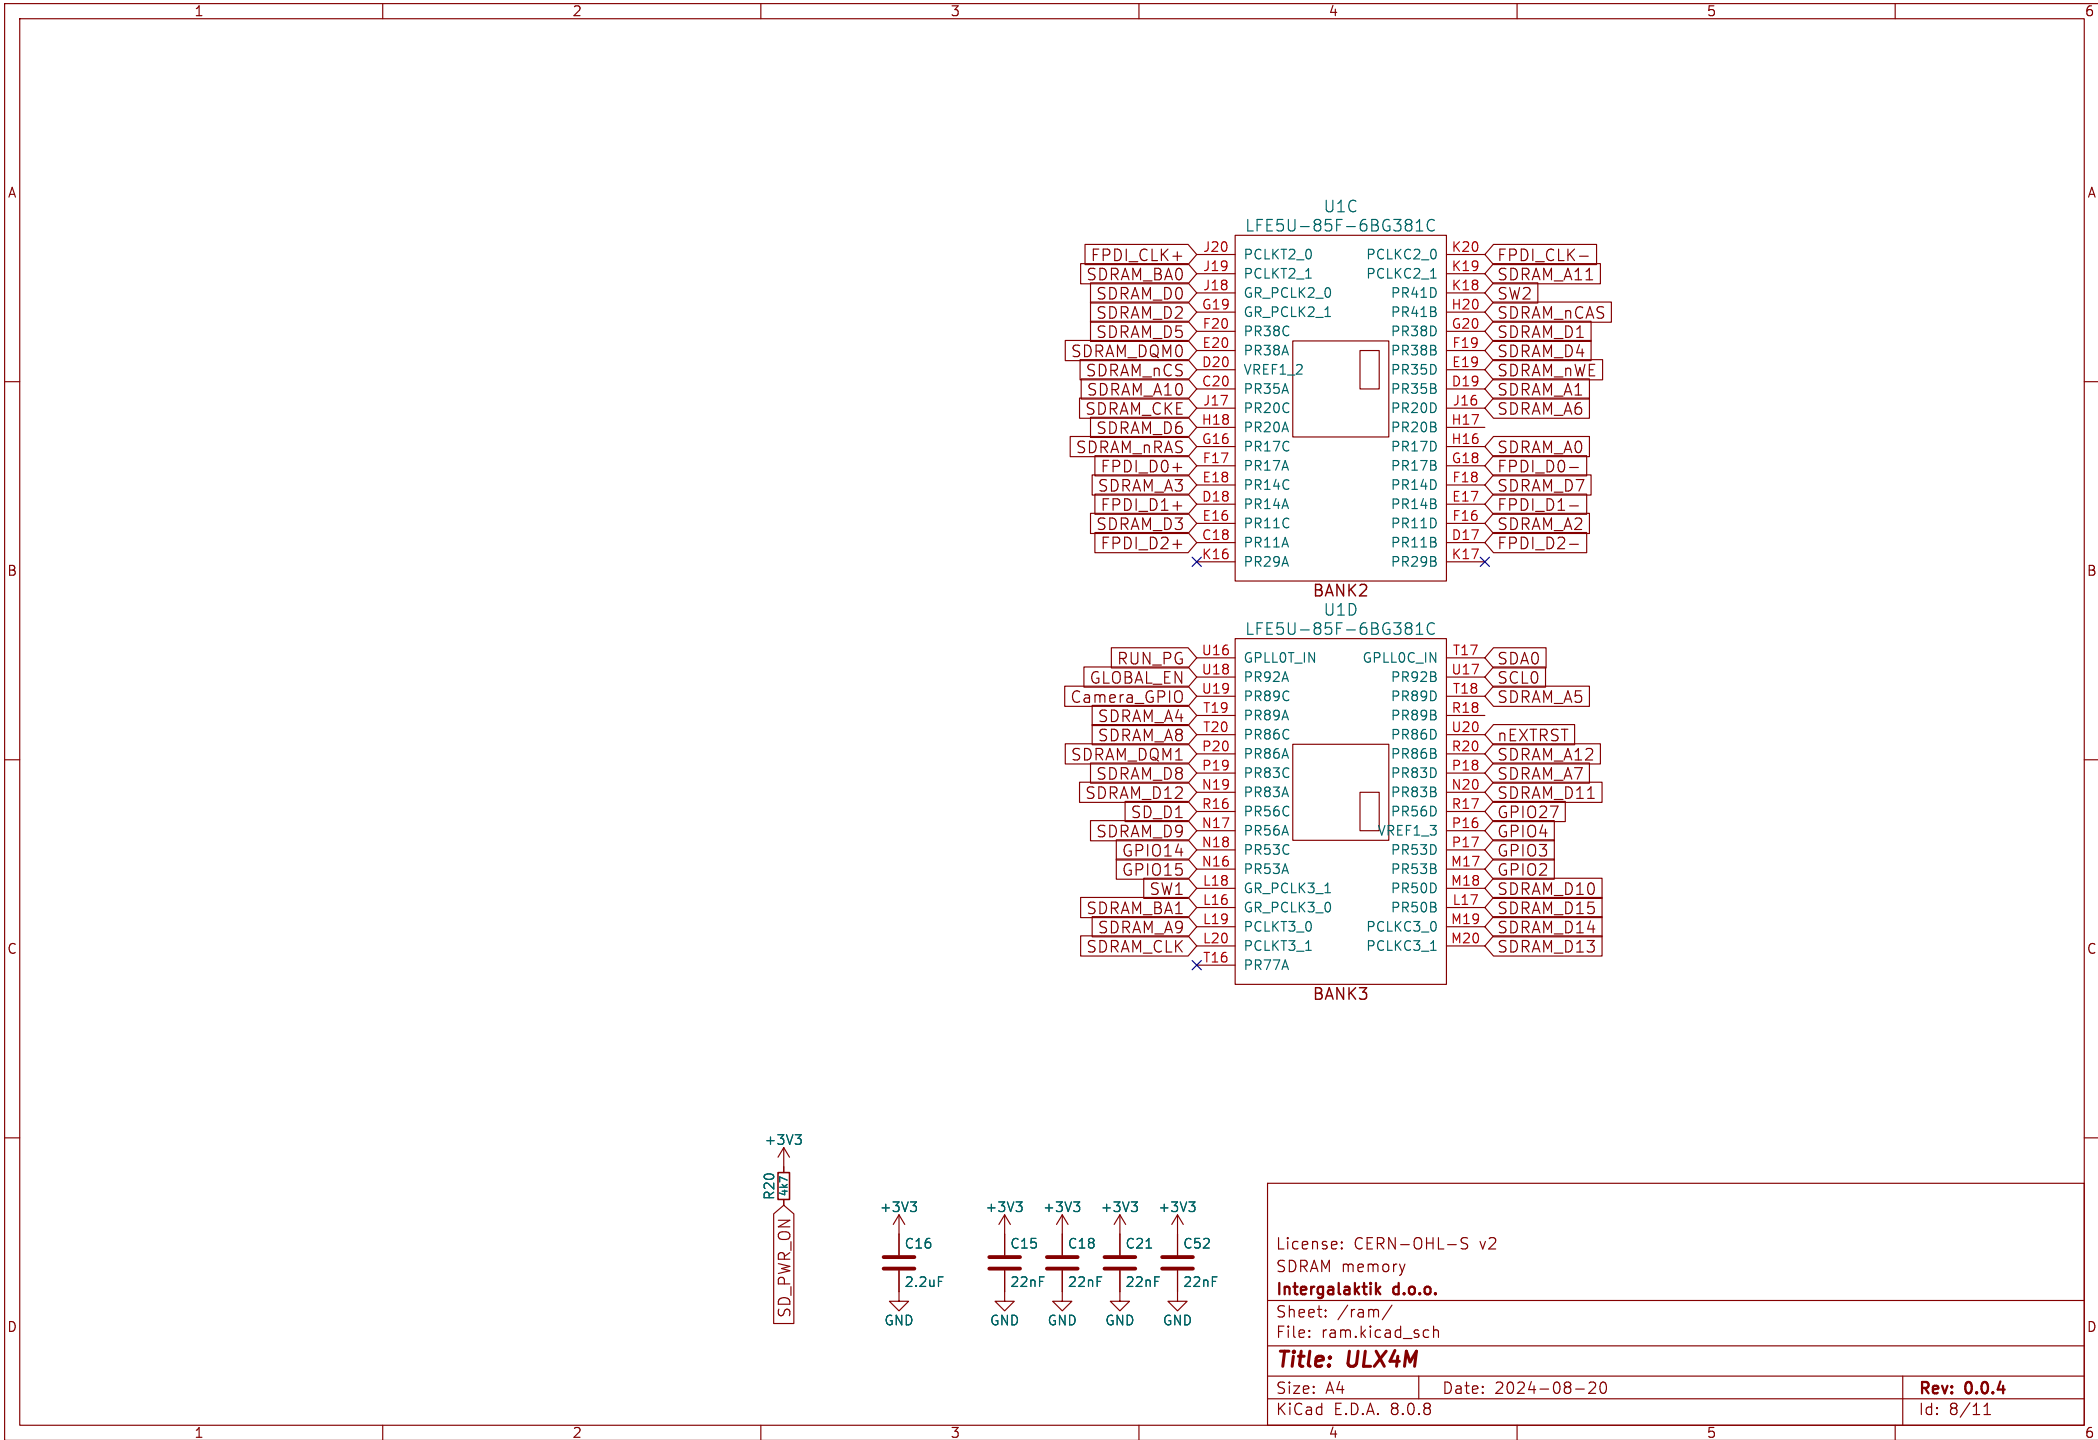 1 2 3 4 5 6
A A
B B
C C
D D
U1C
LFE5U-85F-6BG381C
FPDI_CLK+ J20 PCLKT2_0 PCLKC2_0 K20 FPDI_CLK-
SDRAM_BA0 J19 PCLKT2_1 PCLKC2_1 K19 SDRAM_A11
SDRAM_D0 J18 GR_PCLK2_0 PR41D K18 SW2
SDRAM_D2 G19 GR_PCLK2_1 PR41B H20 SDRAM_nCAS
SDRAM_D5 F20 PR38C PR38D G20 SDRAM_D1
SDRAM_DQM0 E20 PR38A PR38B F19 SDRAM_D4
SDRAM_nCS D20 VREF1_2 PR35D E19 SDRAM_nWE
SDRAM_A10 C20 PR35A PR35B D19 SDRAM_A1
SDRAM_CKE J17 PR20C PR20D J16 SDRAM_A6
SDRAM_D6 H18 PR20A PR20B H17
SDRAM_nRAS G16 PR17C PR17D H16 SDRAM_A0
FPDI_D0+ F17 PR17A PR17B G18 FPDI_D0-
SDRAM_A3 E18 PR14C PR14D F18 SDRAM_D7
FPDI_D1+ D18 PR14A PR14B E17 FPDI_D1-
SDRAM_D3 E16 PR11C PR11D F16 SDRAM_A2
FPDI_D2+ C18 PR11A PR11B D17 FPDI_D2-
K16 PR29A PR29B K17
BANK2
U1D
LFE5U-85F-6BG381C
RUN_PG U16 GPLL0T_IN GPLL0C_IN T17 SDA0
GLOBAL_EN U18 PR92A PR92B U17 SCL0
Camera_GPIO U19 PR89C PR89D T18 SDRAM_A5
SDRAM_A4 T19 PR89A PR89B R18
SDRAM_A8 T20 PR86C PR86D U20 nEXTRST
SDRAM_DQM1 P20 PR86A PR86B R20 SDRAM_A12
SDRAM_D8 P19 PR83C PR83D P18 SDRAM_A7
SDRAM_D12 N19 PR83A PR83B N20 SDRAM_D11
SD_D1 R16 PR56C PR56D R17 GPIO27
SDRAM_D9 N17 PR56A VREF1_3 P16 GPIO4
GPIO14 N18 PR53C PR53D P17 GPIO3
GPIO15 N16 PR53A PR53B M17 GPIO2
SW1 L18 GR_PCLK3_1 PR50D M18 SDRAM_D10
SDRAM_BA1 L16 GR_PCLK3_0 PR50B L17 SDRAM_D15
SDRAM_A9 L19 PCLKT3_0 PCLKC3_0 M19 SDRAM_D14
SDRAM_CLK L20 PCLKT3_1 PCLKC3_1 M20 SDRAM_D13
T16 PR77A
BANK3
+3V3
R20
4k7
SD_PWR_ON
+3V3 +3V3 +3V3 +3V3 +3V3
C16 C15 C18 C21 C52
2.2uF 22nF 22nF 22nF 22nF
GND GND GND GND GND
License: CERN-OHL-S v2
SDRAM memory
Intergalaktik d.o.o.
Sheet: /ram/
File: ram.kicad_sch
Title: ULX4M
Size: A4 Date: 2024-08-20 Rev: 0.0.4
KiCad E.D.A. 8.0.8 Id: 8/11
1 2 3 4 5 6